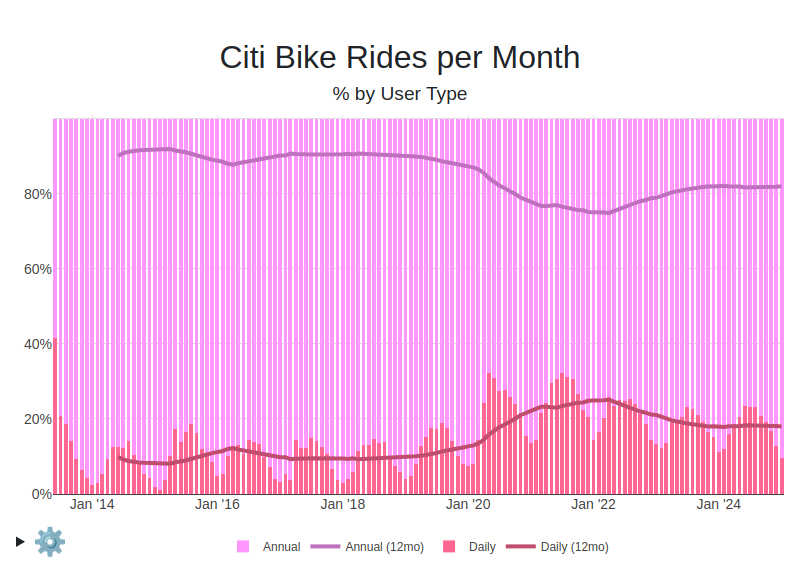 Citi Bike Rides per Month
% by User Type
80%
60%
40%
20%
0%
Jan '14 Jan '16 Jan '18 Jan '20 Jan '22 Jan '24
Annual Annual (12mo) Daily Daily (12mo)